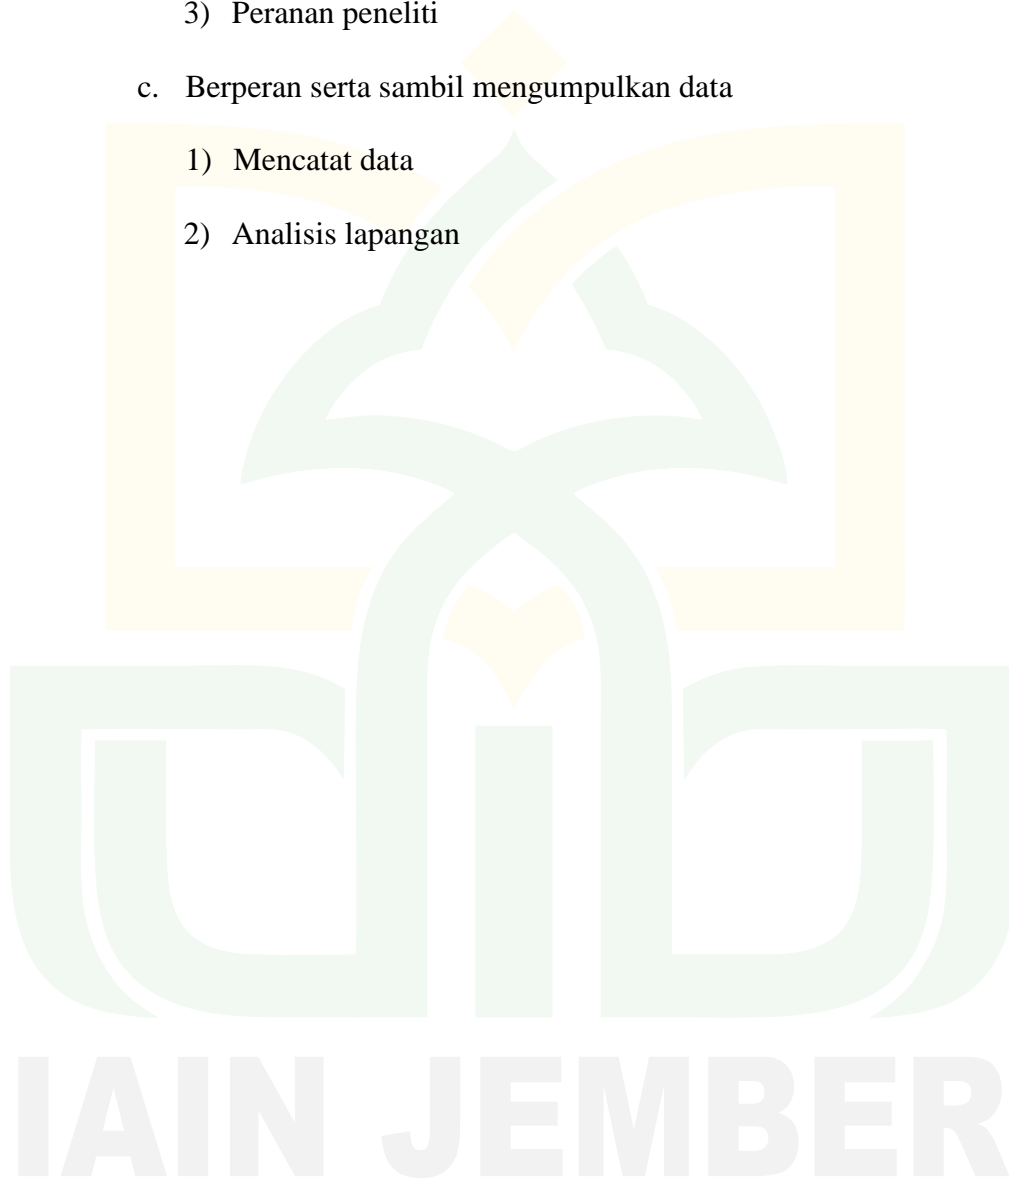 3) Peranan peneliti
c. Berperan serta sambil mengumpulkan data
1) Mencatat data
2) Analisis lapangan
IAIN JEMBER